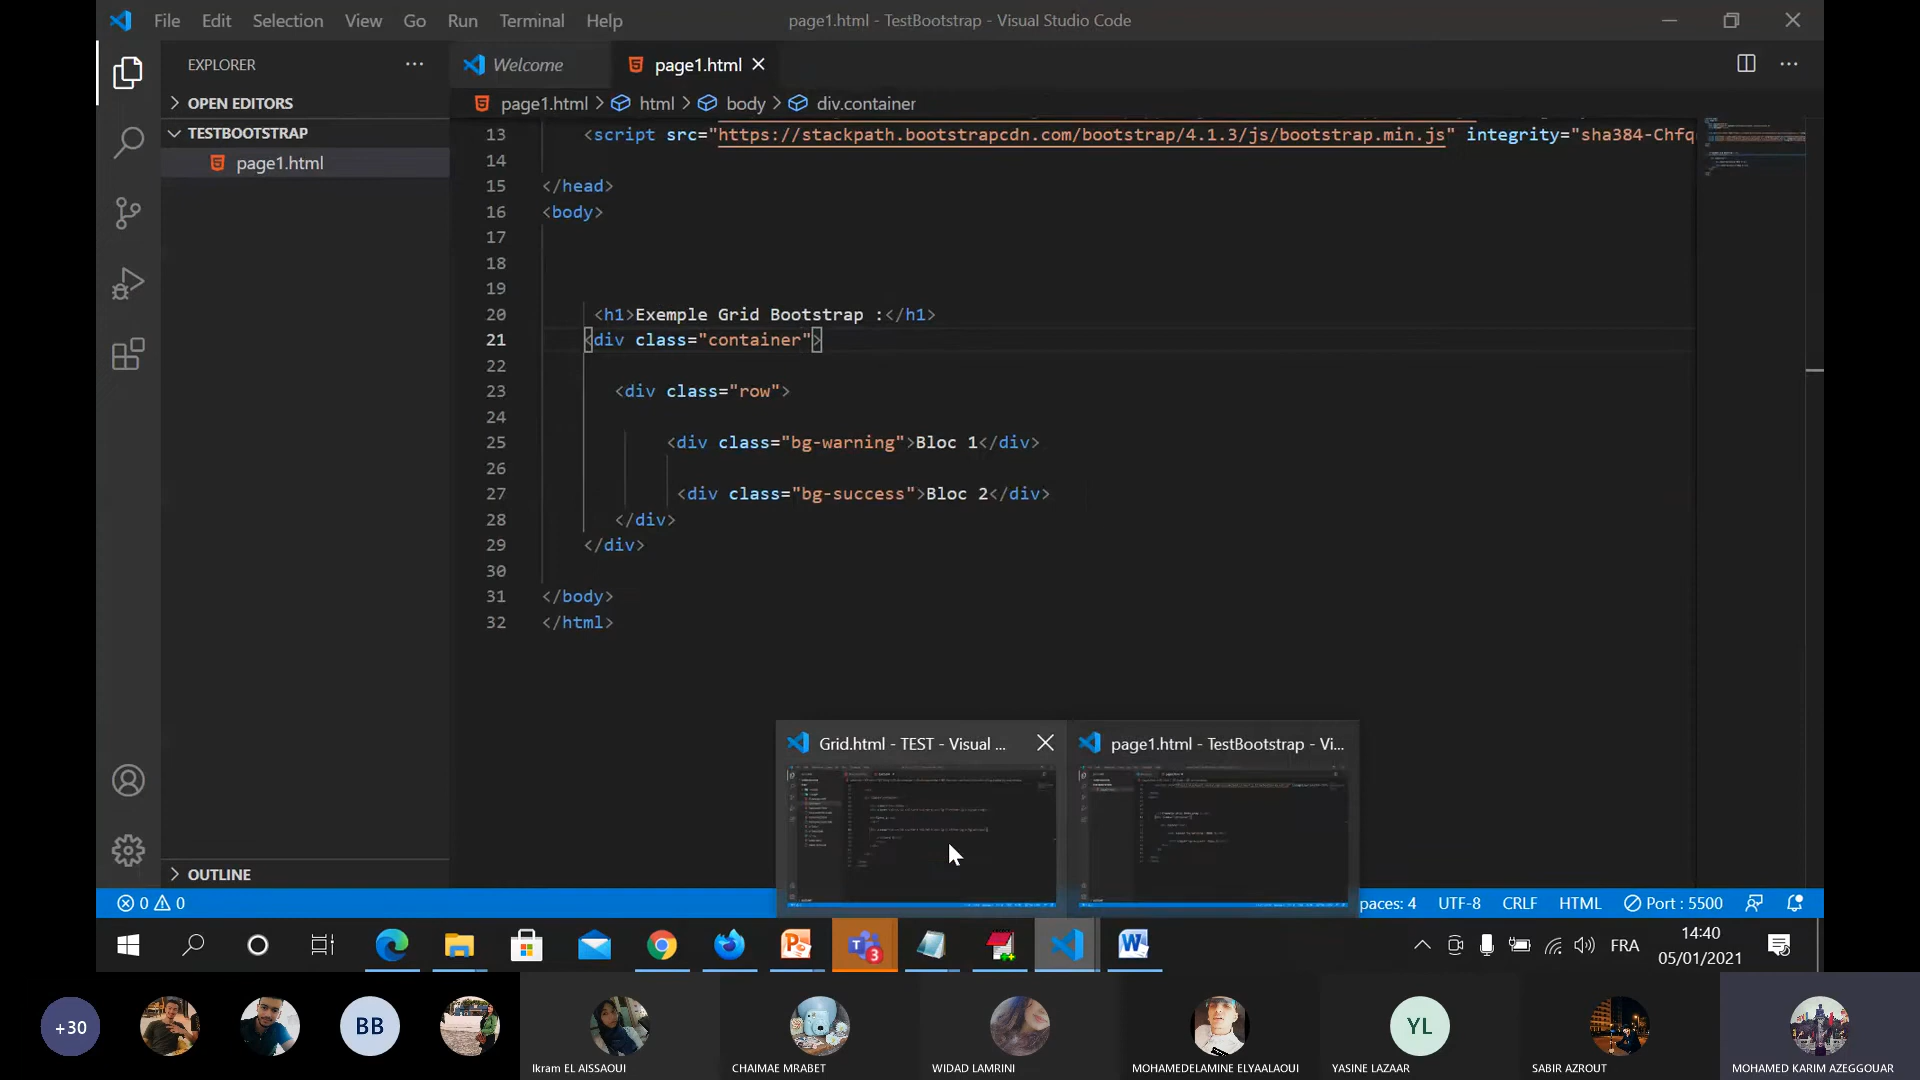 File Edit Selection View Go Run Terminal Help
page1.html - TestBootstrap - Visual Studio Code
EXPLORER
Welcome
page1.html
OPEN EDITORS
page1.html > html > body > div.container
TESTBOOTSTRAP
page1.html
13 <script src="https://stackpath.bootstrapcdn.com/bootstrap/4.1.3/js/bootstrap.min.js" integrity="sha384-Chfq
14
15 </head>
16 <body>
17
18
19
20 <h1>Exemple Grid Bootstrap :</h1>
21 <div class="container">
22
23 <div class="row">
24
25 <div class="bg-warning">Bloc 1</div>
26
27 <div class="bg-success">Bloc 2</div>
28 </div>
29 </div>
30
31 </body>
32 </html>
Grid.html - TEST - Visual ...
page1.html - TestBootstrap - Vi...
OUTLINE
0 0
paces: 4 UTF-8 CRLF HTML Port : 5500
3
FRA
14:40
05/01/2021
+30
BB
YL
Ikram EL AISSAOUI
CHAIMAE MRABET
WIDAD LAMRINI
MOHAMEDELAMINE ELYAALAOUI
YASINE LAZAAR
SABIR AZROUT
MOHAMED KARIM AZEGGOUAR